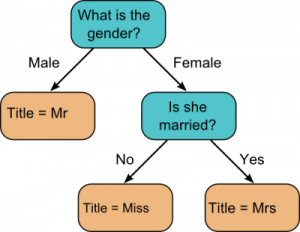 What is the
gender?
Male
Female
Title = Mr
Is she
married?
No
Yes
Title = Miss
Title = Mrs